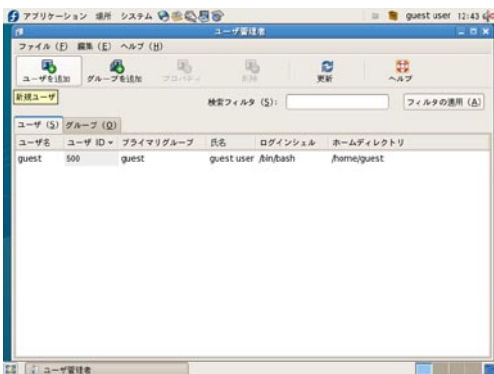 アプリケーション 場所 システム guest user 12:43
ユーザ管理者
ファイル (F) 編集 (E) ヘルプ (H)
ユーザを追加 グループを追加 プロパティ 削除 更新 ヘルプ
新規ユーザ
検索フィルタ (S): フィルタの適用 (A)
ユーザ (S) グループ (O)
ユーザ名 ユーザ ID プライマリグループ 氏名 ログインシェル ホームディレクトリ
guest 500 guest guest user /bin/bash /home/guest
ユーザ管理者